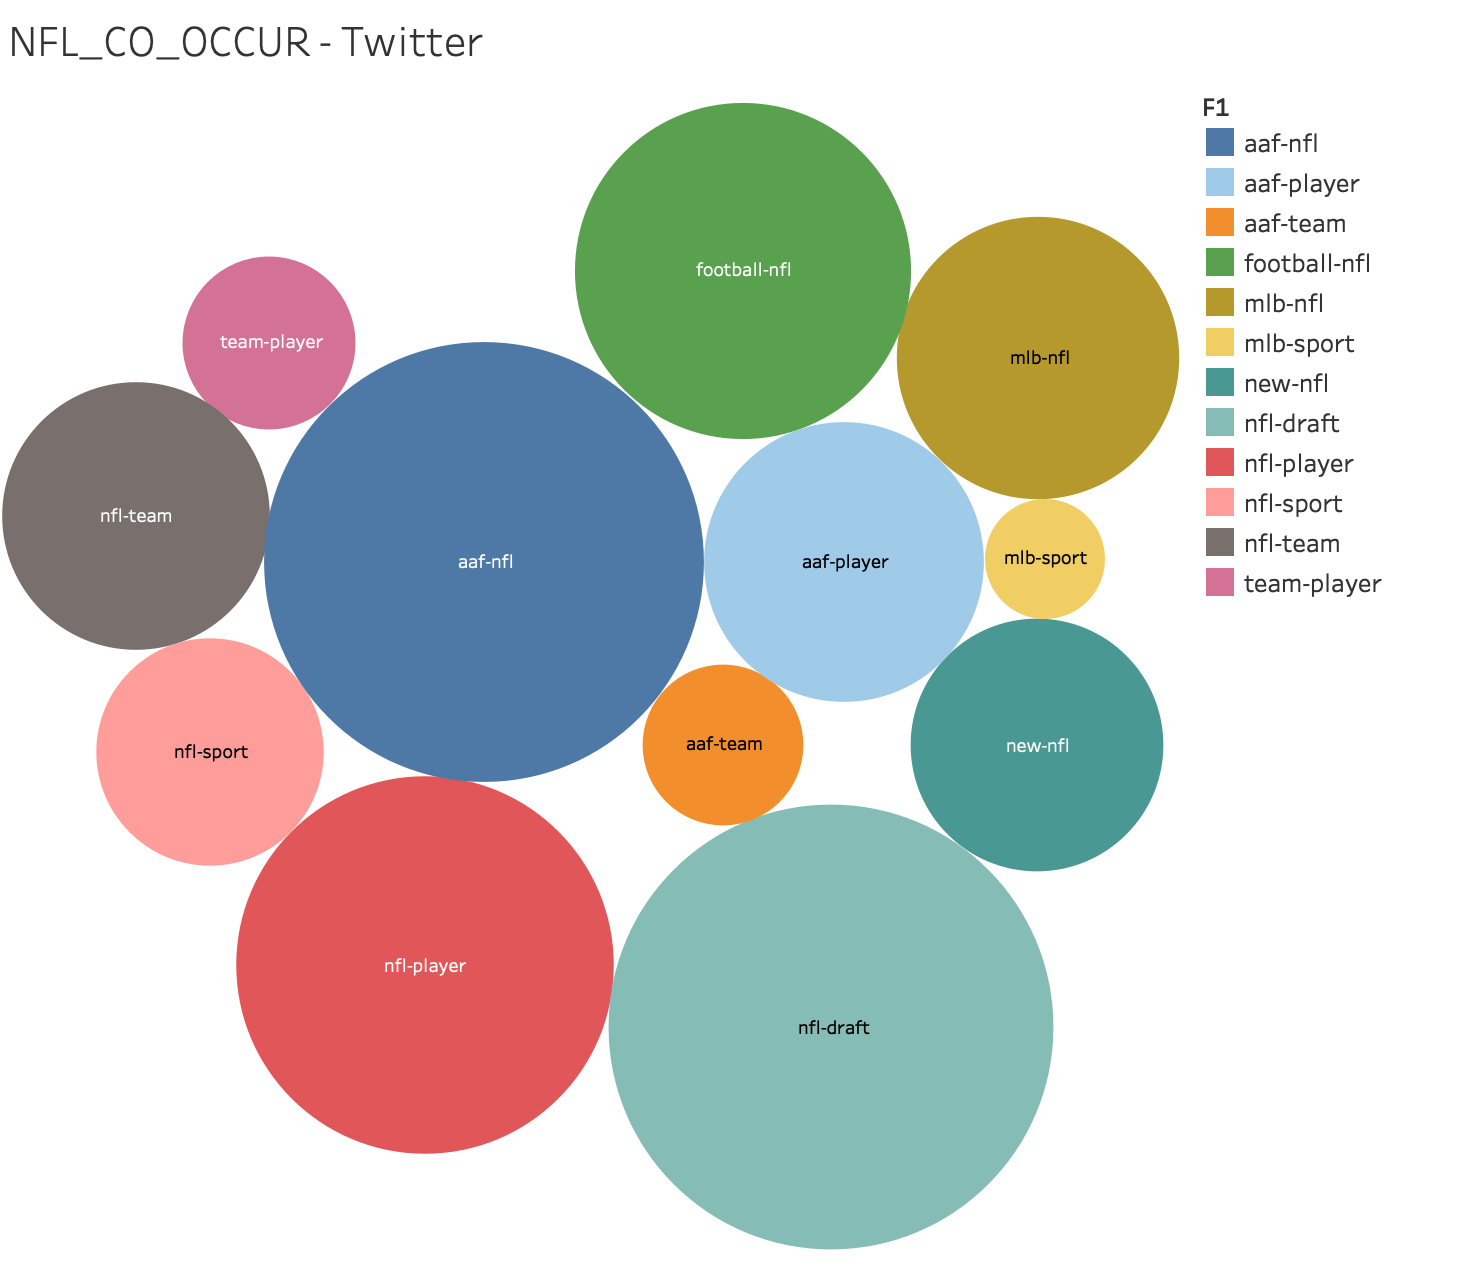 NFL_CO_OCCUR - Twitter
football-nfl
team-player
mlb-nfl
nfl-team
aaf-nfl
aaf-player
mlb-sport
nfl-sport
aaf-team
new-nfl
nfl-player
nfl-draft
F1
aaf-nfl
aaf-player
aaf-team
football-nfl
mlb-nfl
mlb-sport
new-nfl
nfl-draft
nfl-player
nfl-sport
nfl-team
team-player